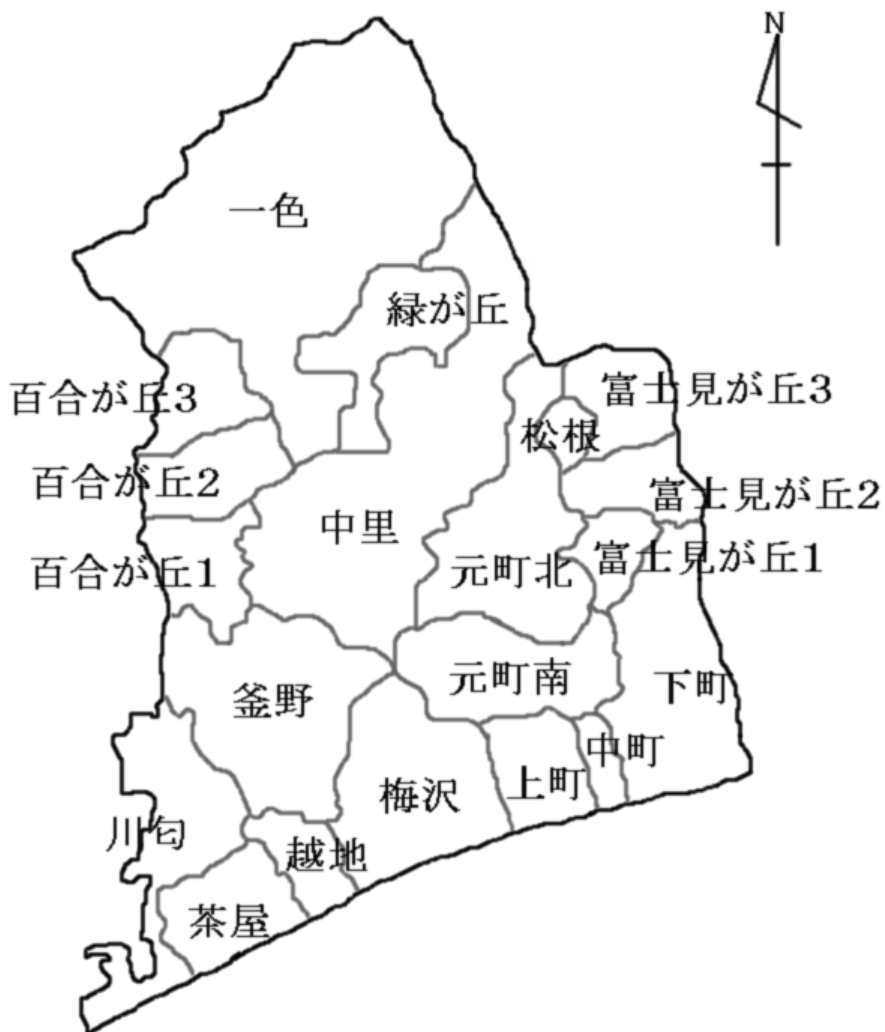 N
一色
緑が丘
百合が丘3
富士見が丘3
松根
百合が丘2
富士見が丘2
中里
百合が丘1
元町北
富士見が丘1
釜野
元町南
下町
中町
梅沢
上町
川匂
越地
茶屋